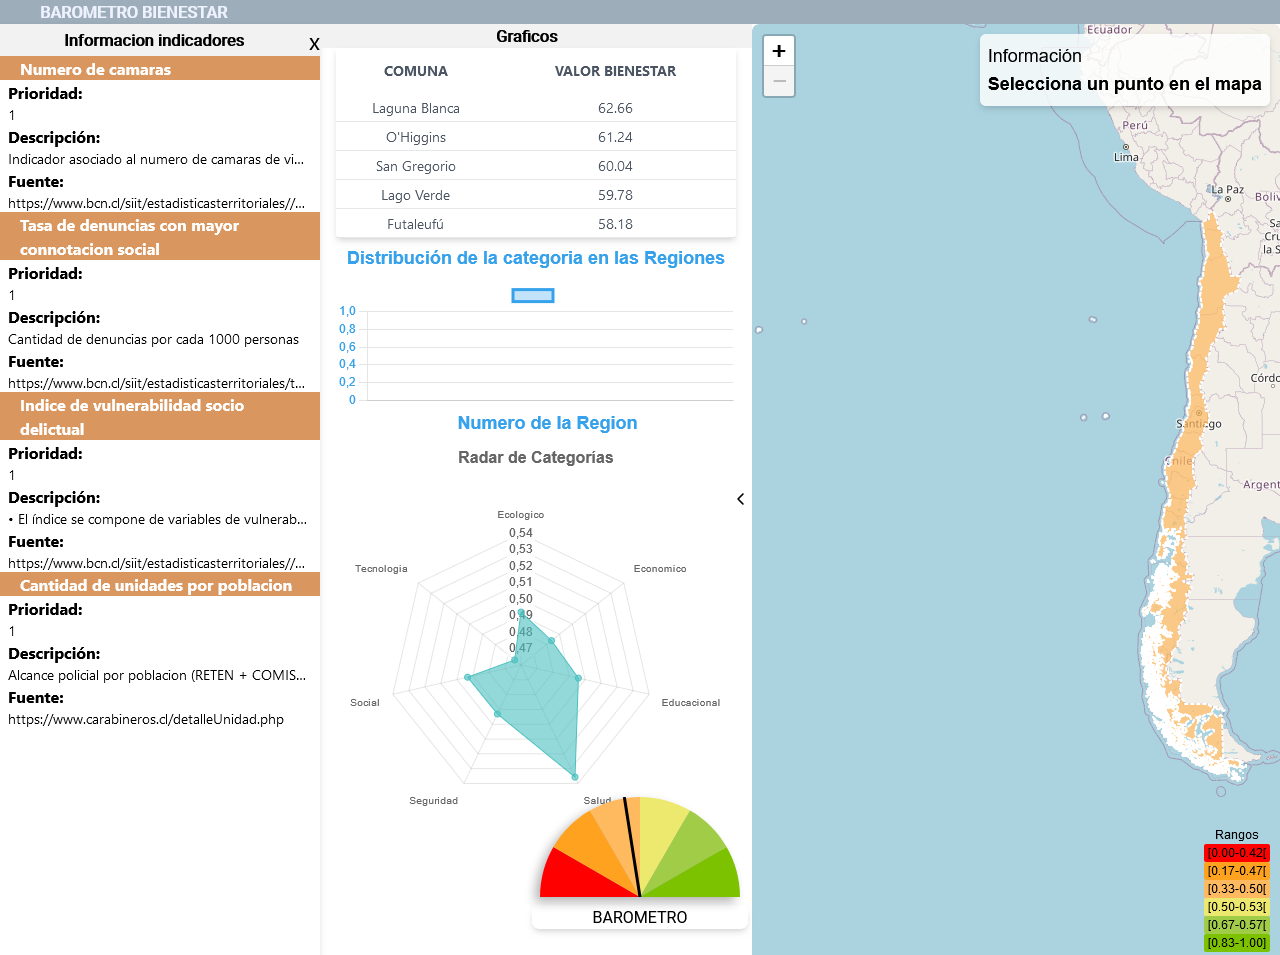 BAROMETRO BIENESTAR
Informacion indicadores
X
Numero de camaras
Prioridad:
1
Descripción:
Indicador asociado al numero de camaras de vi...
Fuente:
https://www.bcn.cl/siit/estadisticasterritoriales//...
Tasa de denuncias con mayor
connotacion social
Prioridad:
1
Descripción:
Cantidad de denuncias por cada 1000 personas
Fuente:
https://www.bcn.cl/siit/estadisticasterritoriales/t...
Indice de vulnerabilidad socio
delictual
Prioridad:
1
Descripción:
• El índice se compone de variables de vulnerab...
Fuente:
https://www.bcn.cl/siit/estadisticasterritoriales//...
Cantidad de unidades por poblacion
Prioridad:
1
Descripción:
Alcance policial por poblacion (RETEN + COMIS...
Fuente:
https://www.carabineros.cl/detalleUnidad.php
Graficos
COMUNA VALOR BIENESTAR
Laguna Blanca 62.66
O'Higgins 61.24
San Gregorio 60.04
Lago Verde 59.78
Futaleufú 58.18
Distribución de la categoria en las Regiones
1,0
0,8
0,6
0,4
0,2
0
Numero de la Region
Radar de Categorías
Ecologico
0,54
0,53
0,52
0,51
0,50
0,49
0,48
0,47
Tecnologia
Economico
Social
Educacional
Seguridad
Salud
BAROMETRO
+
−
Información
Selecciona un punto en el mapa
Ecuador
Perú
Lima
La Paz
Boliv
Sa
Cru
la S
Córdo
Santiago
Chile
Argent
Rangos
[0.00-0.42[
[0.17-0.47[
[0.33-0.50[
[0.50-0.53[
[0.67-0.57[
[0.83-1.00]